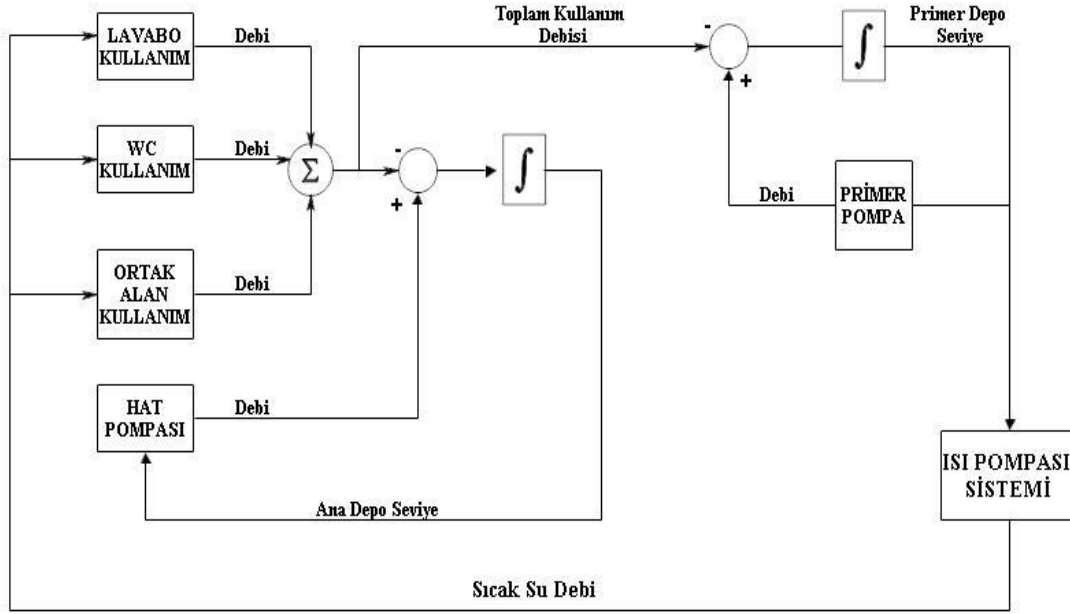 LAVABO
KULLANIM
Debi
Toplam Kullanım
Debisi
-
+
∫
Primer Depo
Seviye
WC
KULLANIM
Debi
Σ
-
+
∫
Debi
PRİMER
POMPA
ORTAK
ALAN
KULLANIM
Debi
HAT
POMPASI
Debi
ISI POMPASI
SİSTEMİ
Ana Depo Seviye
Sıcak Su Debi